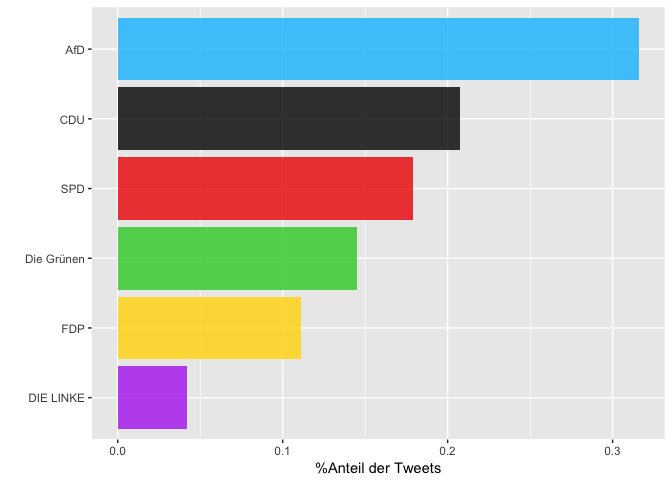 AfD
CDU
SPD
Die Grünen
FDP
DIE LINKE
0.0 0.1 0.2 0.3
%Anteil der Tweets